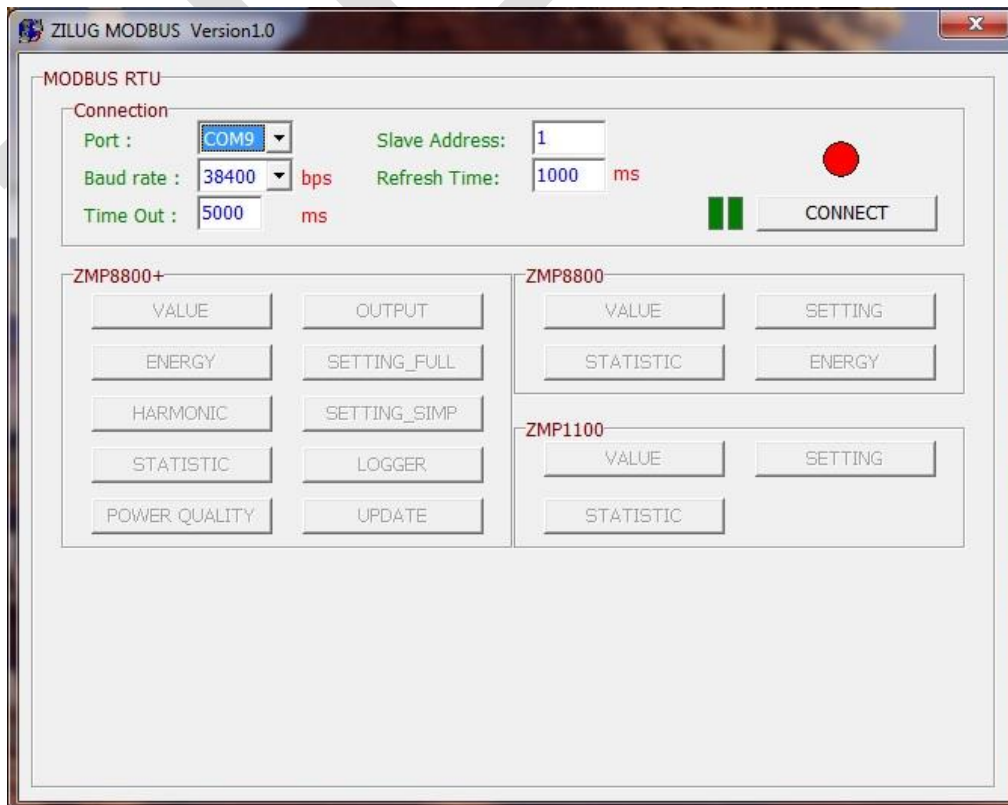 ZILUG MODBUS Version1.0
MODBUS RTU
Connection
Port : COM9 Slave Address: 1
Baud rate : 38400 bps Refresh Time: 1000 ms
Time Out : 5000 ms CONNECT
ZMP8800+
VALUE OUTPUT
ENERGY SETTING_FULL
HARMONIC SETTING_SIMP
STATISTIC LOGGER
POWER QUALITY UPDATE
ZMP8800
VALUE SETTING
STATISTIC ENERGY
ZMP1100
VALUE SETTING
STATISTIC